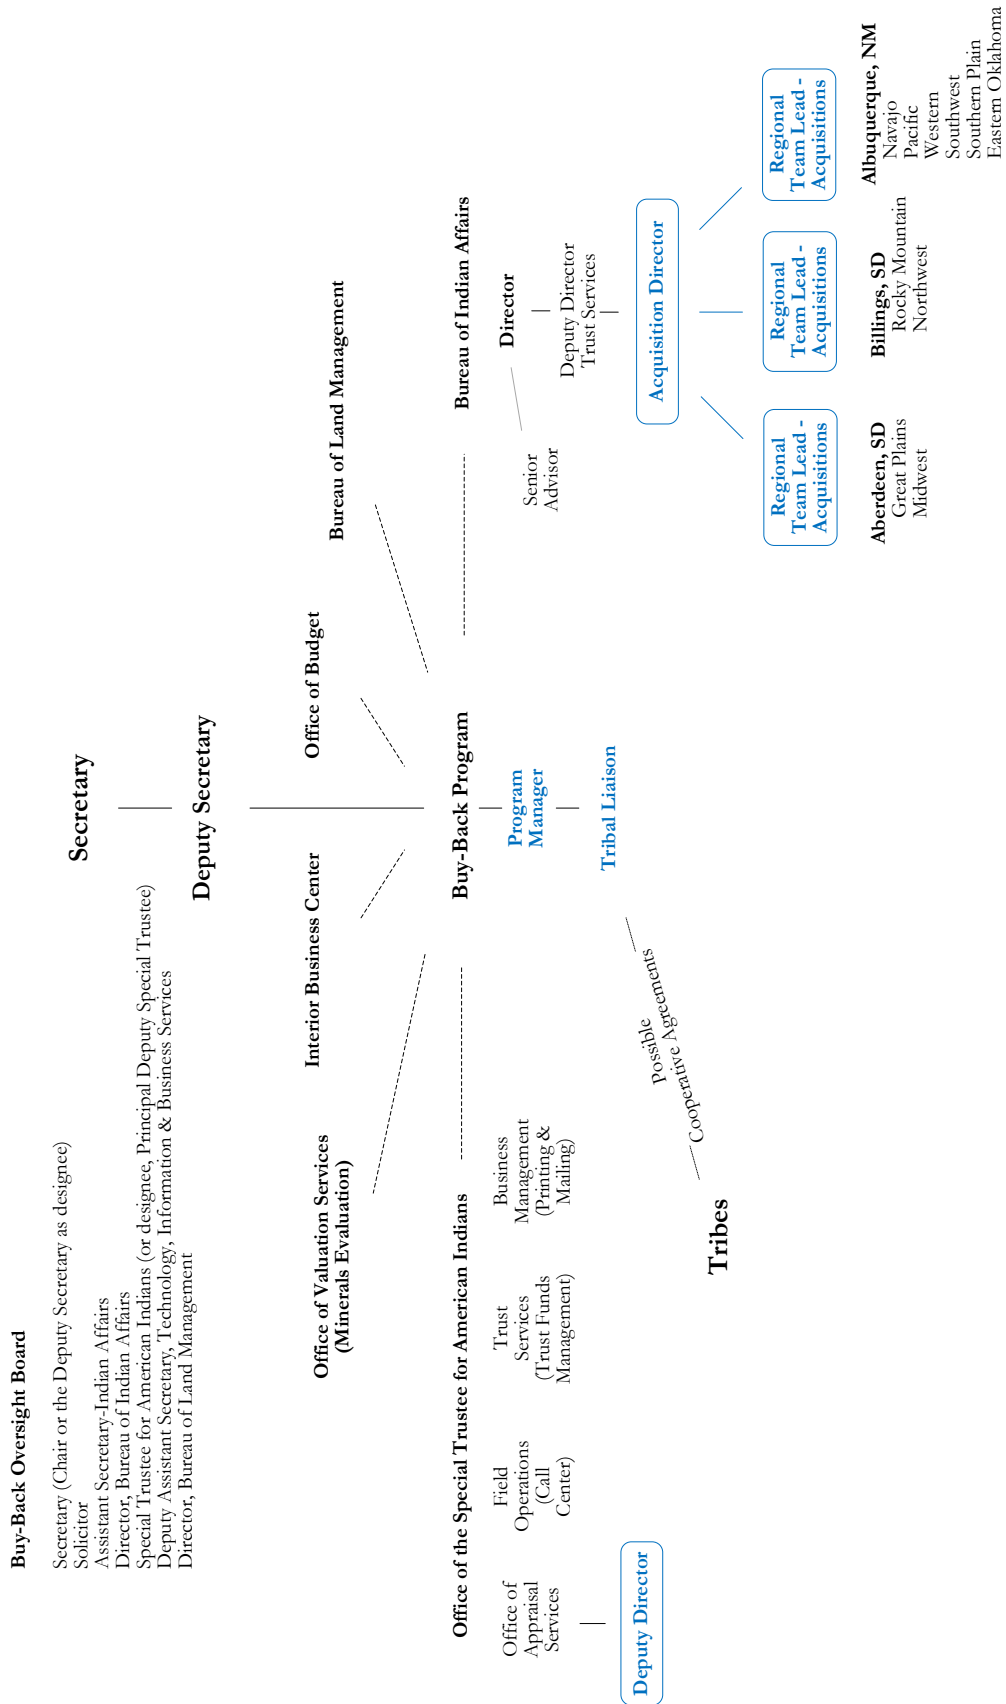 Buy-Back Oversight Board
Secretary (Chair or the Deputy Secretary as designee)
Solicitor
Assistant Secretary-Indian Affairs
Director, Bureau of Indian Affairs
Special Trustee for American Indians (or designee, Principal Deputy Special Trustee)
Deputy Assistant Secretary, Technology, Information & Business Services
Director, Bureau of Land Management
Secretary
Deputy Secretary
Office of Valuation Services
(Minerals Evaluation)
Interior Business Center
Office of Budget
Bureau of Land Management
Office of the Special Trustee for American Indians
Buy-Back Program
Bureau of Indian Affairs
Office of
Appraisal
Services
Field
Operations
(Call
Center)
Trust
Services
(Trust Funds
Management)
Business
Management
(Printing &
Mailing)
Program
Manager
Senior
Advisor
Director
Deputy Director
Trust Services
Deputy Director
Tribal Liaison
Possible
Cooperative Agreements
Tribes
Acquisition Director
Regional
Team Lead -
Acquisitions
Regional
Team Lead -
Acquisitions
Regional
Team Lead -
Acquisitions
Aberdeen, SD
Great Plains
Midwest
Billings, SD
Rocky Mountain
Northwest
Albuquerque, NM
Navajo
Pacific
Western
Southwest
Southern Plain
Eastern Oklahoma